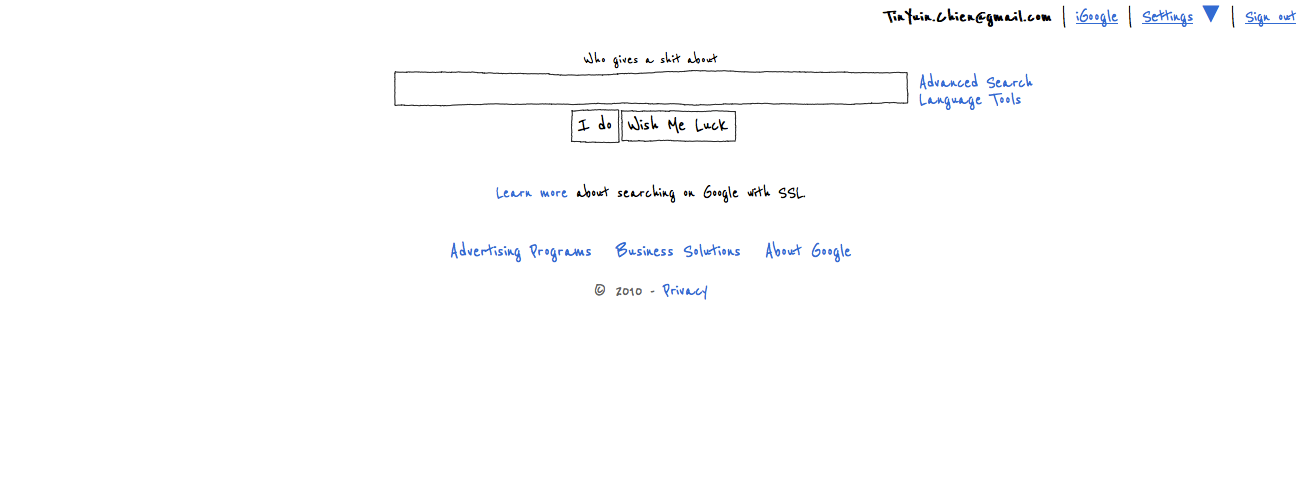 TinYuin.Chien@gmail.com | iGoogle | Settings ▼ | Sign out
Who gives a shit about
Advanced Search
Language Tools
I do Wish Me Luck
Learn more about searching on Google with SSL
Advertising Programs Business Solutions About Google
© 2010 - Privacy